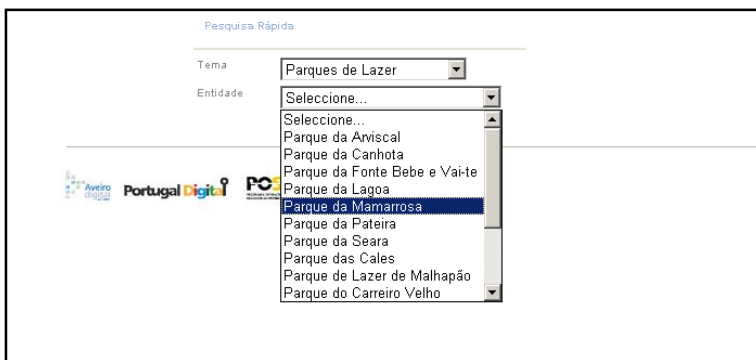 Pesquisa Rápida
Tema
Parques de Lazer
Entidade
Seleccione...
Seleccione...
Parque da Arviscal
Parque da Canhota
Parque da Fonte Bebe e Vai-te
Parque da Lagoa
Parque da Mamarrosa
Parque da Pateira
Parque da Seara
Parque das Cales
Parque de Lazer de Malhapão
Parque do Carreiro Velho
Aveiro digital
Portugal Digital